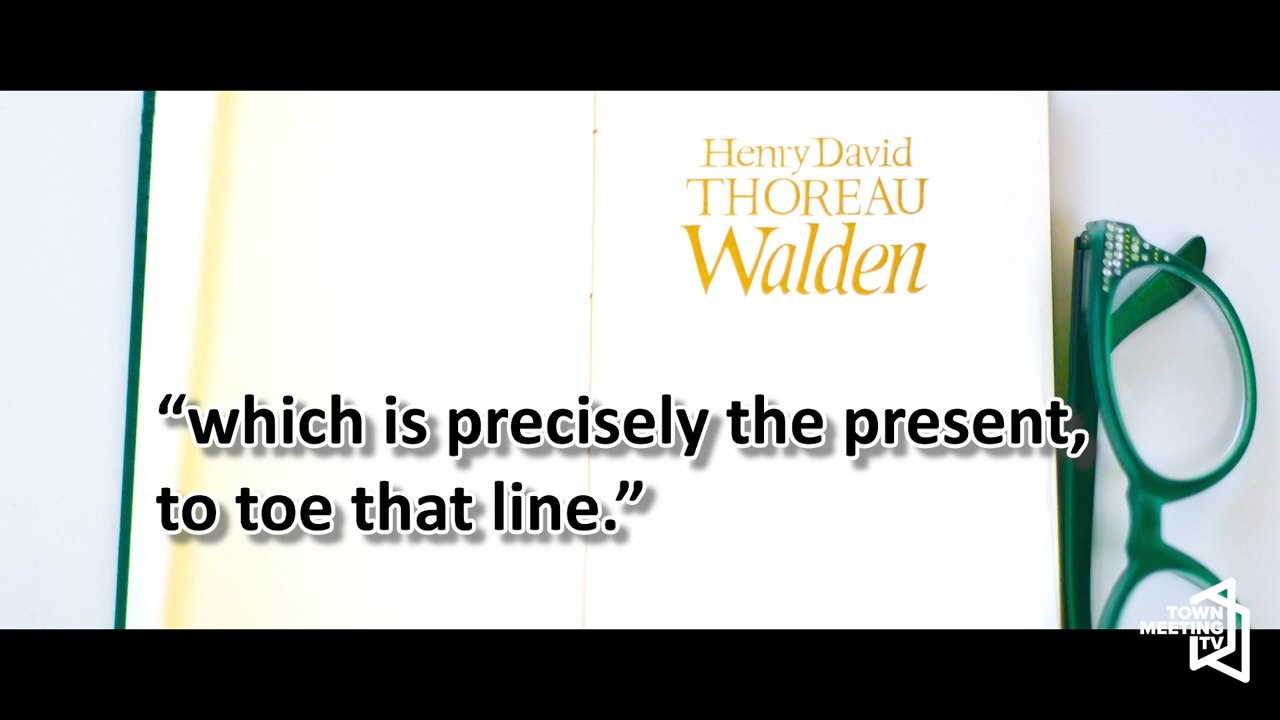 Henry David
THOREAU
Walden
“which is precisely the present,
to toe that line.”
TOWN
MEETING
TV